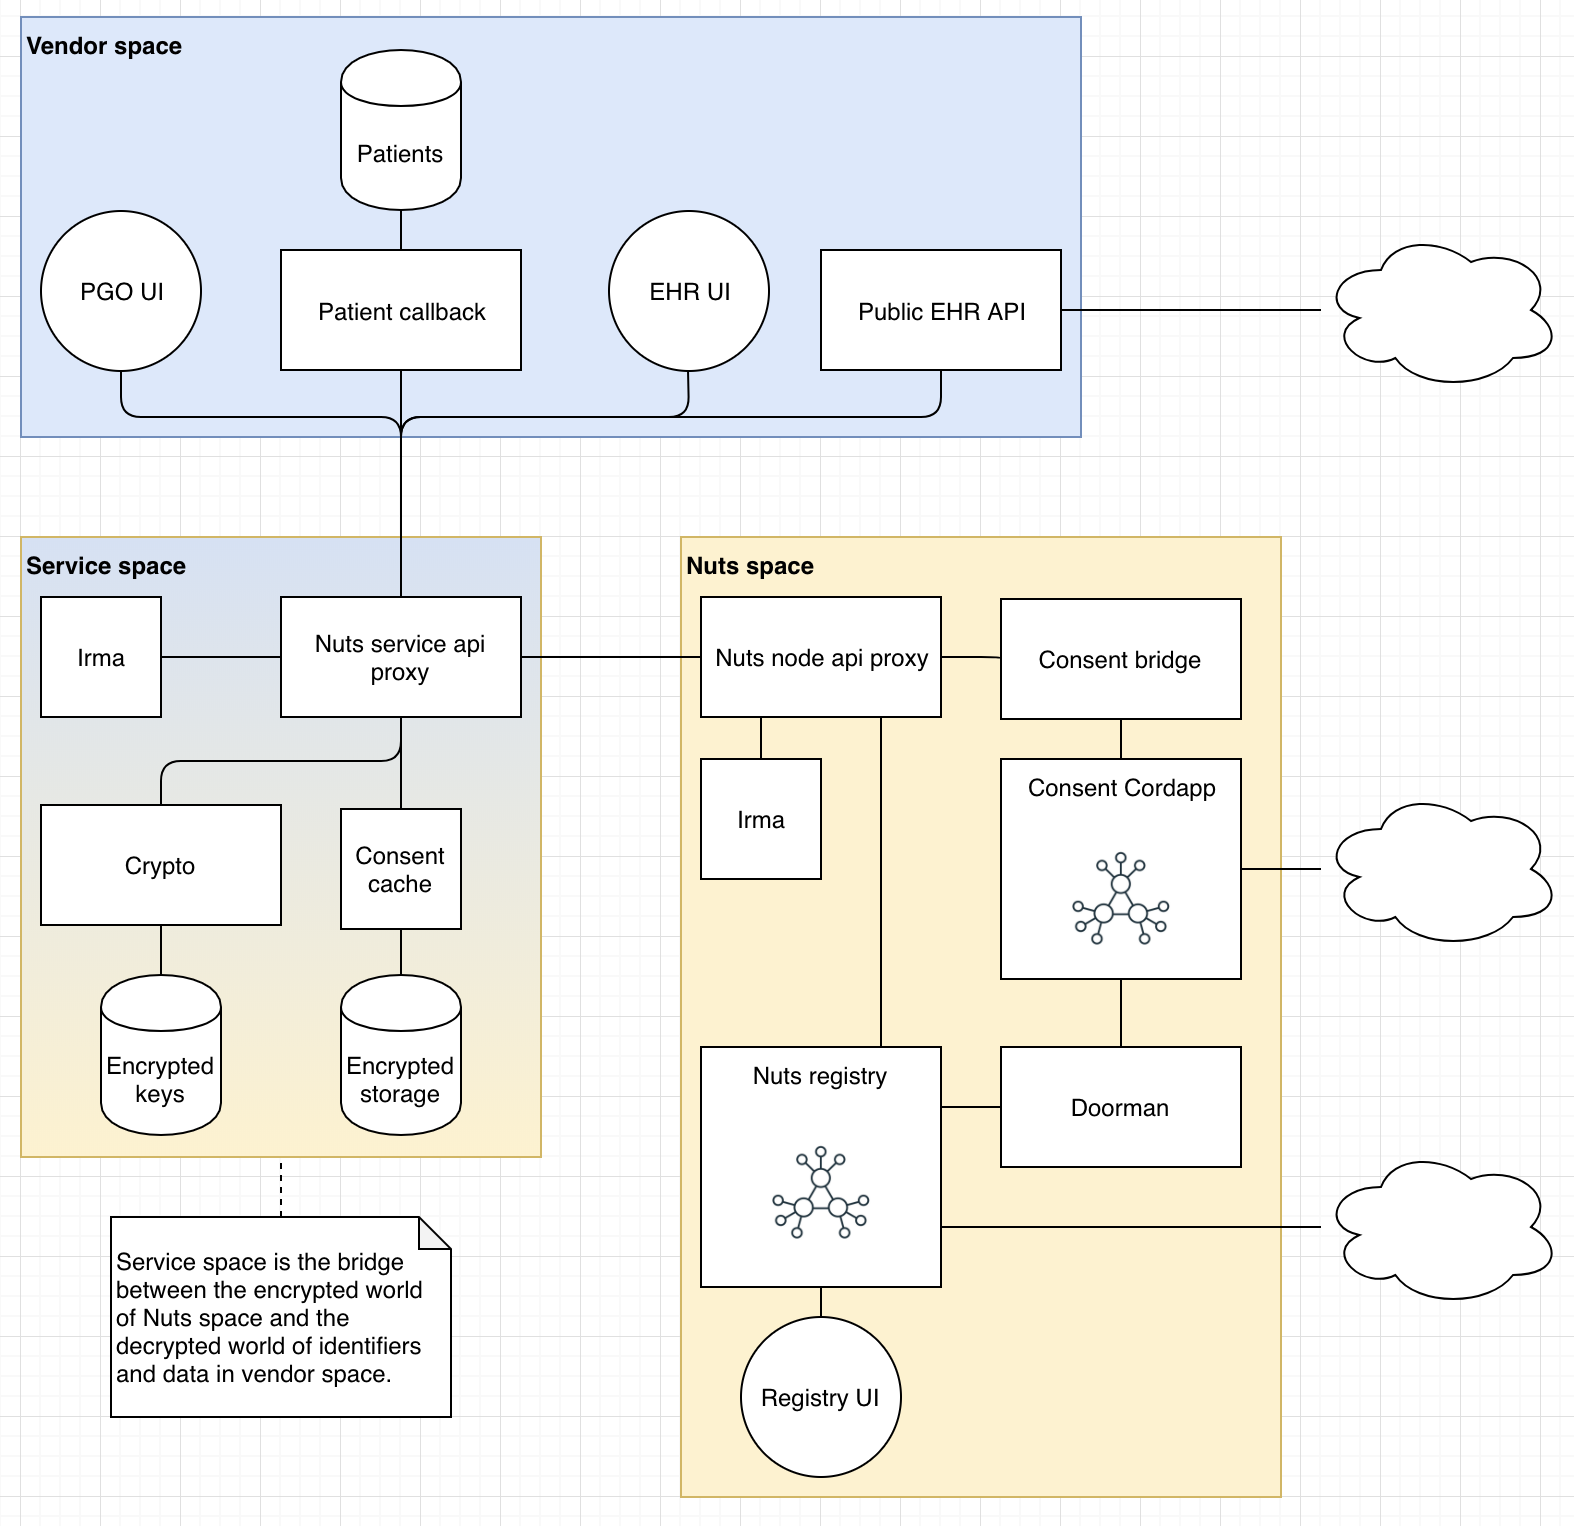 Vendor space
Patients
PGO UI
Patient callback
EHR UI
Public EHR API
Service space
Irma
Nuts service api
proxy
Crypto
Consent
cache
Encrypted
keys
Encrypted
storage
Service space is the bridge
between the encrypted world
of Nuts space and the
decrypted world of identifiers
and data in vendor space.
Nuts space
Nuts node api proxy
Consent bridge
Irma
Consent Cordapp
Nuts registry
Doorman
Registry UI